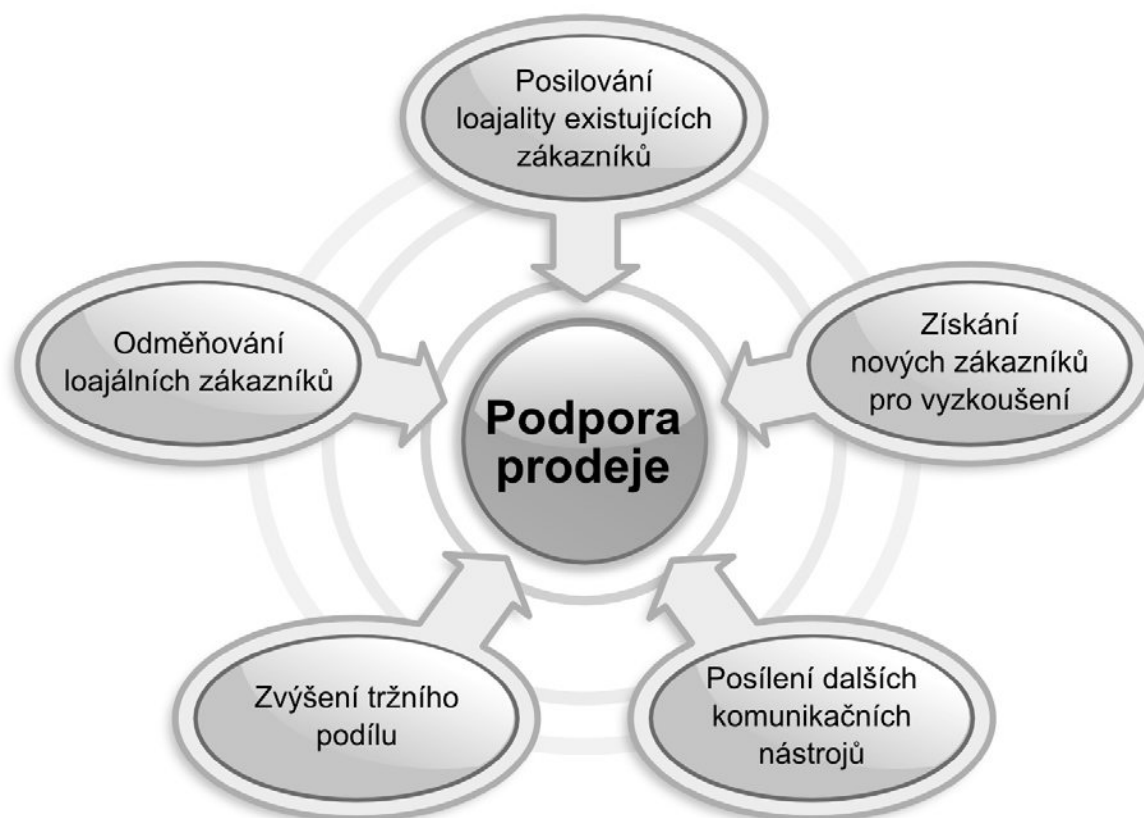 Posilování
loajality existujících
zákazníků
Odměňování
loajálních zákazníků
Získání
nových zákazníků
pro vyzkoušení
Podpora
prodeje
Zvýšení tržního
podílu
Posílení dalších
komunikačních
nástrojů